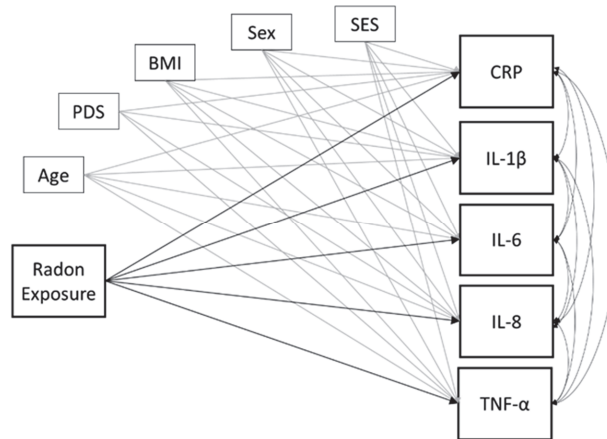 SES
Sex
BMI
PDS
Age
Radon
Exposure
CRP
IL-1β
IL-6
IL-8
TNF-α